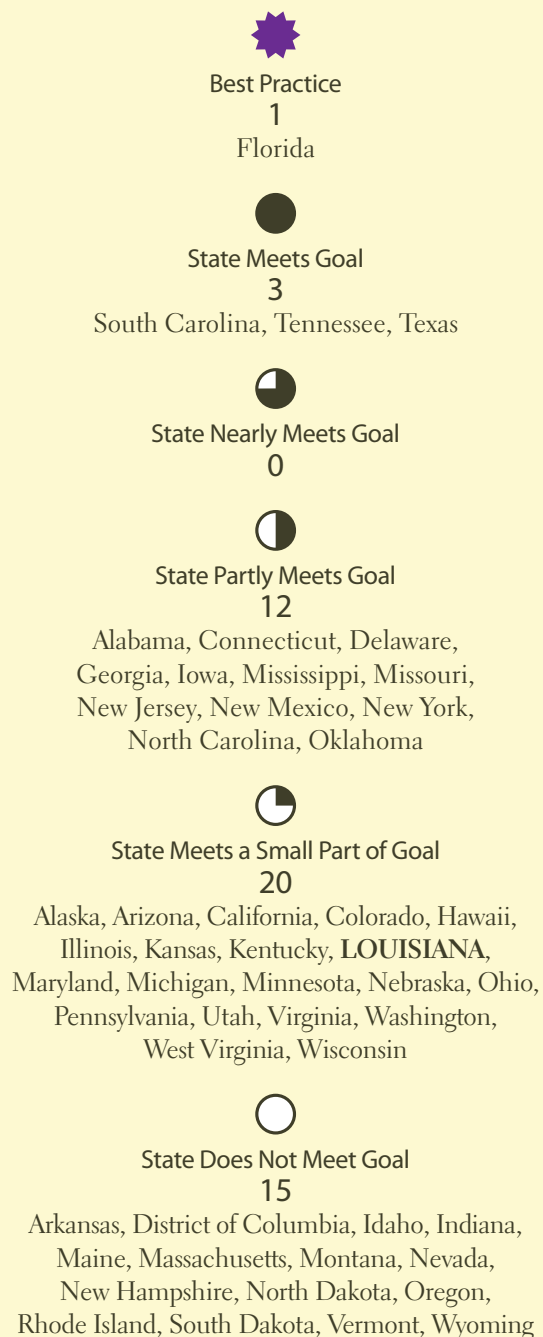 Best Practice
1
Florida
State Meets Goal
3
South Carolina, Tennessee, Texas
State Nearly Meets Goal
0
State Partly Meets Goal
12
Alabama, Connecticut, Delaware,
Georgia, Iowa, Mississippi, Missouri,
New Jersey, New Mexico, New York,
North Carolina, Oklahoma
State Meets a Small Part of Goal
20
Alaska, Arizona, California, Colorado, Hawaii,
Illinois, Kansas, Kentucky, LOUISIANA,
Maryland, Michigan, Minnesota, Nebraska, Ohio,
Pennsylvania, Utah, Virginia, Washington,
West Virginia, Wisconsin
State Does Not Meet Goal
15
Arkansas, District of Columbia, Idaho, Indiana,
Maine, Massachusetts, Montana, Nevada,
New Hampshire, North Dakota, Oregon,
Rhode Island, South Dakota, Vermont, Wyoming